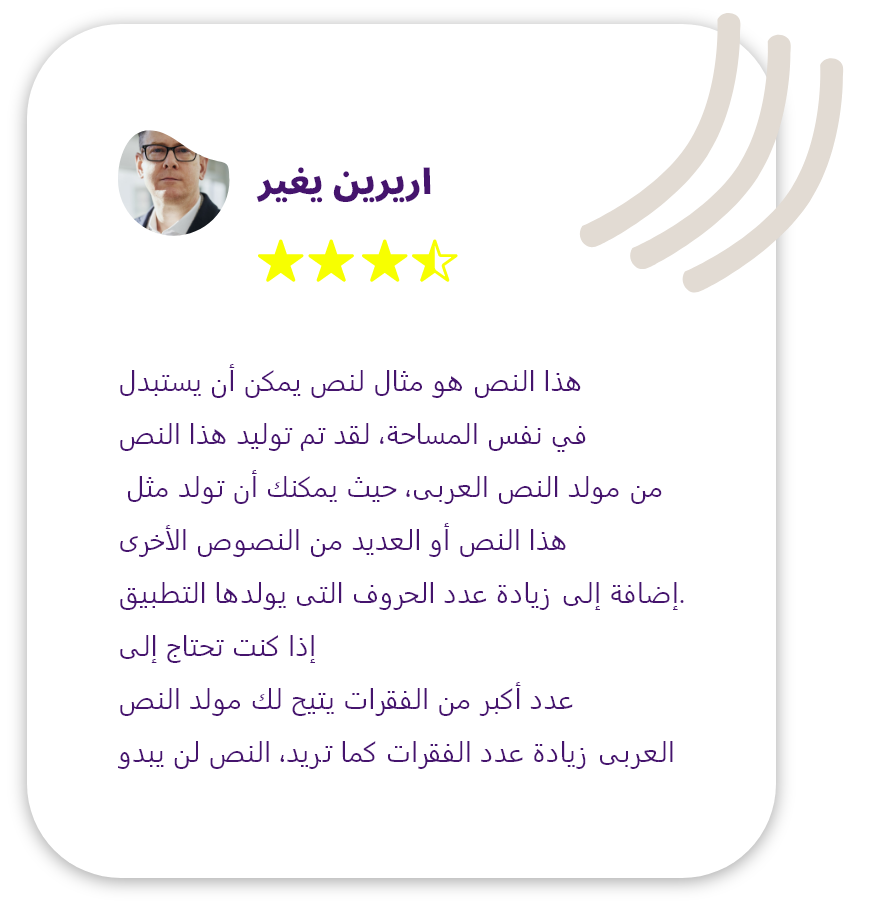 اريرين يغير
هذا النص هو مثال لنص يمكن أن يستبدل
في نفس المساحة، لقد تم توليد هذا النص
من مولد النص العربى، حيث يمكنك أن تولد مثل
هذا النص أو العديد من النصوص الأخرى
إضافة إلى زيادة عدد الحروف التى يولدها التطبيق.
إذا كنت تحتاج إلى
عدد أكبر من الفقرات يتيح لك مولد النص
العربى زيادة عدد الفقرات كما تريد، النص لن يبدو